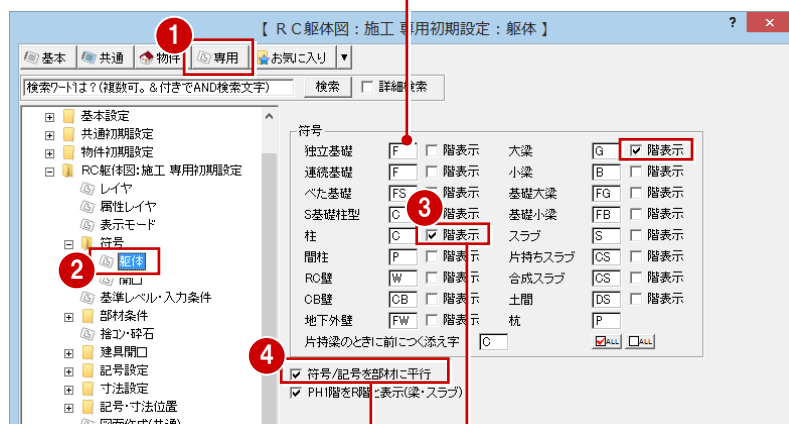 【 ＲＣ躯体図：施工 専用初期設定：躯体 】
? ×
1
基本 共通 物件 専用 お気に入り ▼
検索ワードは？(複数可。＆付きでAND検索文字) 検索 詳細検索
基本設定
共通初期設定
物件初期設定
RC躯体図：施工 専用初期設定
レイヤ
属性レイヤ
表示モード
符号
2
躯体
開口
基準レベル・入力条件
部材条件
捨コン・砕石
建具開口
記号設定
寸法設定
記号・寸法位置
図面作成(共通)
符号
独立基礎 F 階表示 大梁 G 階表示
連続基礎 F 階表示 小梁 B 階表示
べた基礎 FS 階表示 基礎大梁 FG 階表示
S基礎柱型 C 3 階表示 基礎小梁 FB 階表示
柱 C 階表示 スラブ S 階表示
間柱 P 階表示 片持ちスラブ CS 階表示
RC壁 W 階表示 合成スラブ CS 階表示
CB壁 CB 階表示 土間 DS 階表示
地下外壁 FW 階表示 杭 P
片持梁のときに前につく添え字 C ALL ALL
4
符号/記号を部材に平行
PH1階をR階と表示(梁・スラブ)